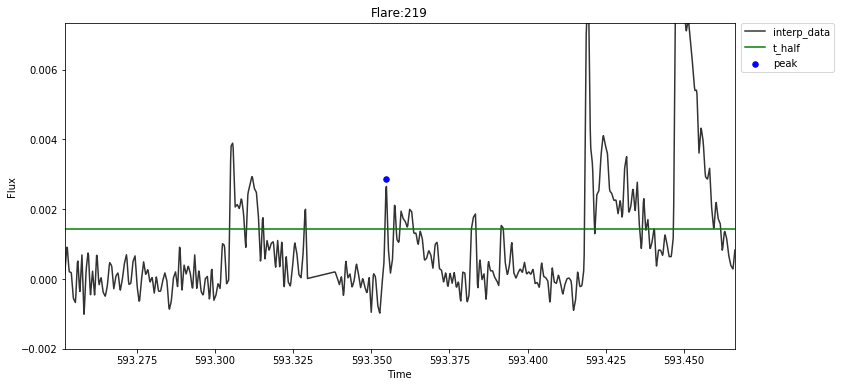 Flare:219
interp_data
t_half
peak
Flux
0.006
0.004
0.002
0.000
−0.002
593.275
593.300
593.325
593.350
593.375
593.400
593.425
593.450
Time